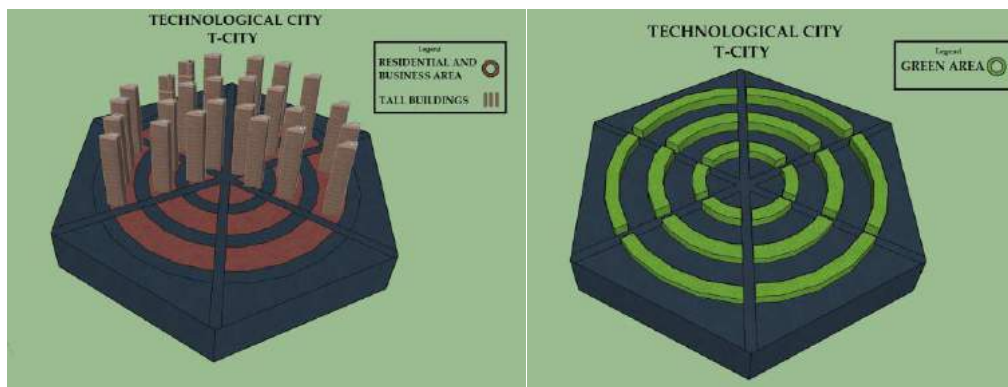 TECHNOLOGICAL CITY
T-CITY
Legend
RESIDENTIAL AND
BUSINESS AREA
TALL BUILDINGS
TECHNOLOGICAL CITY
T-CITY
Legend
GREEN AREA